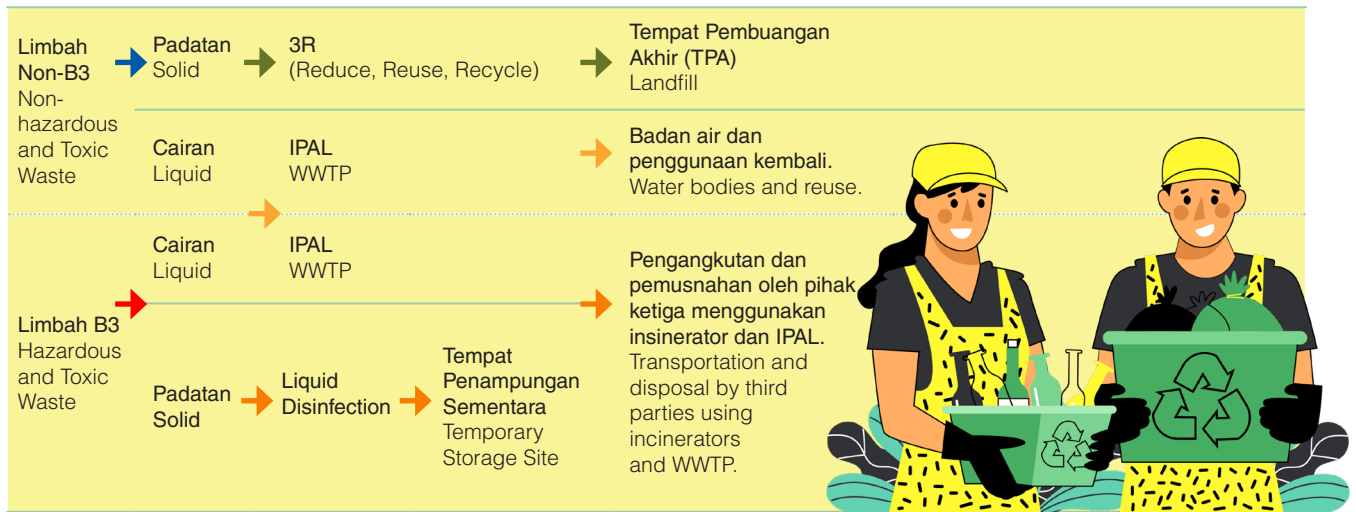 Limbah
Non-B3
Non-
hazardous
and Toxic
Waste
Padatan
Solid
3R
(Reduce, Reuse, Recycle)
Tempat Pembuangan
Akhir (TPA)
Landfill
Cairan
Liquid
IPAL
WWTP
Badan air dan
penggunaan kembali.
Water bodies and reuse.
Limbah B3
Hazardous
and Toxic
Waste
Cairan
Liquid
IPAL
WWTP
Padatan
Solid
Liquid
Disinfection
Tempat
Penampungan
Sementara
Temporary
Storage Site
Pengangkutan dan
pemusnahan oleh pihak
ketiga menggunakan
insinerator dan IPAL.
Transportation and
disposal by third
parties using
incinerators
and WWTP.